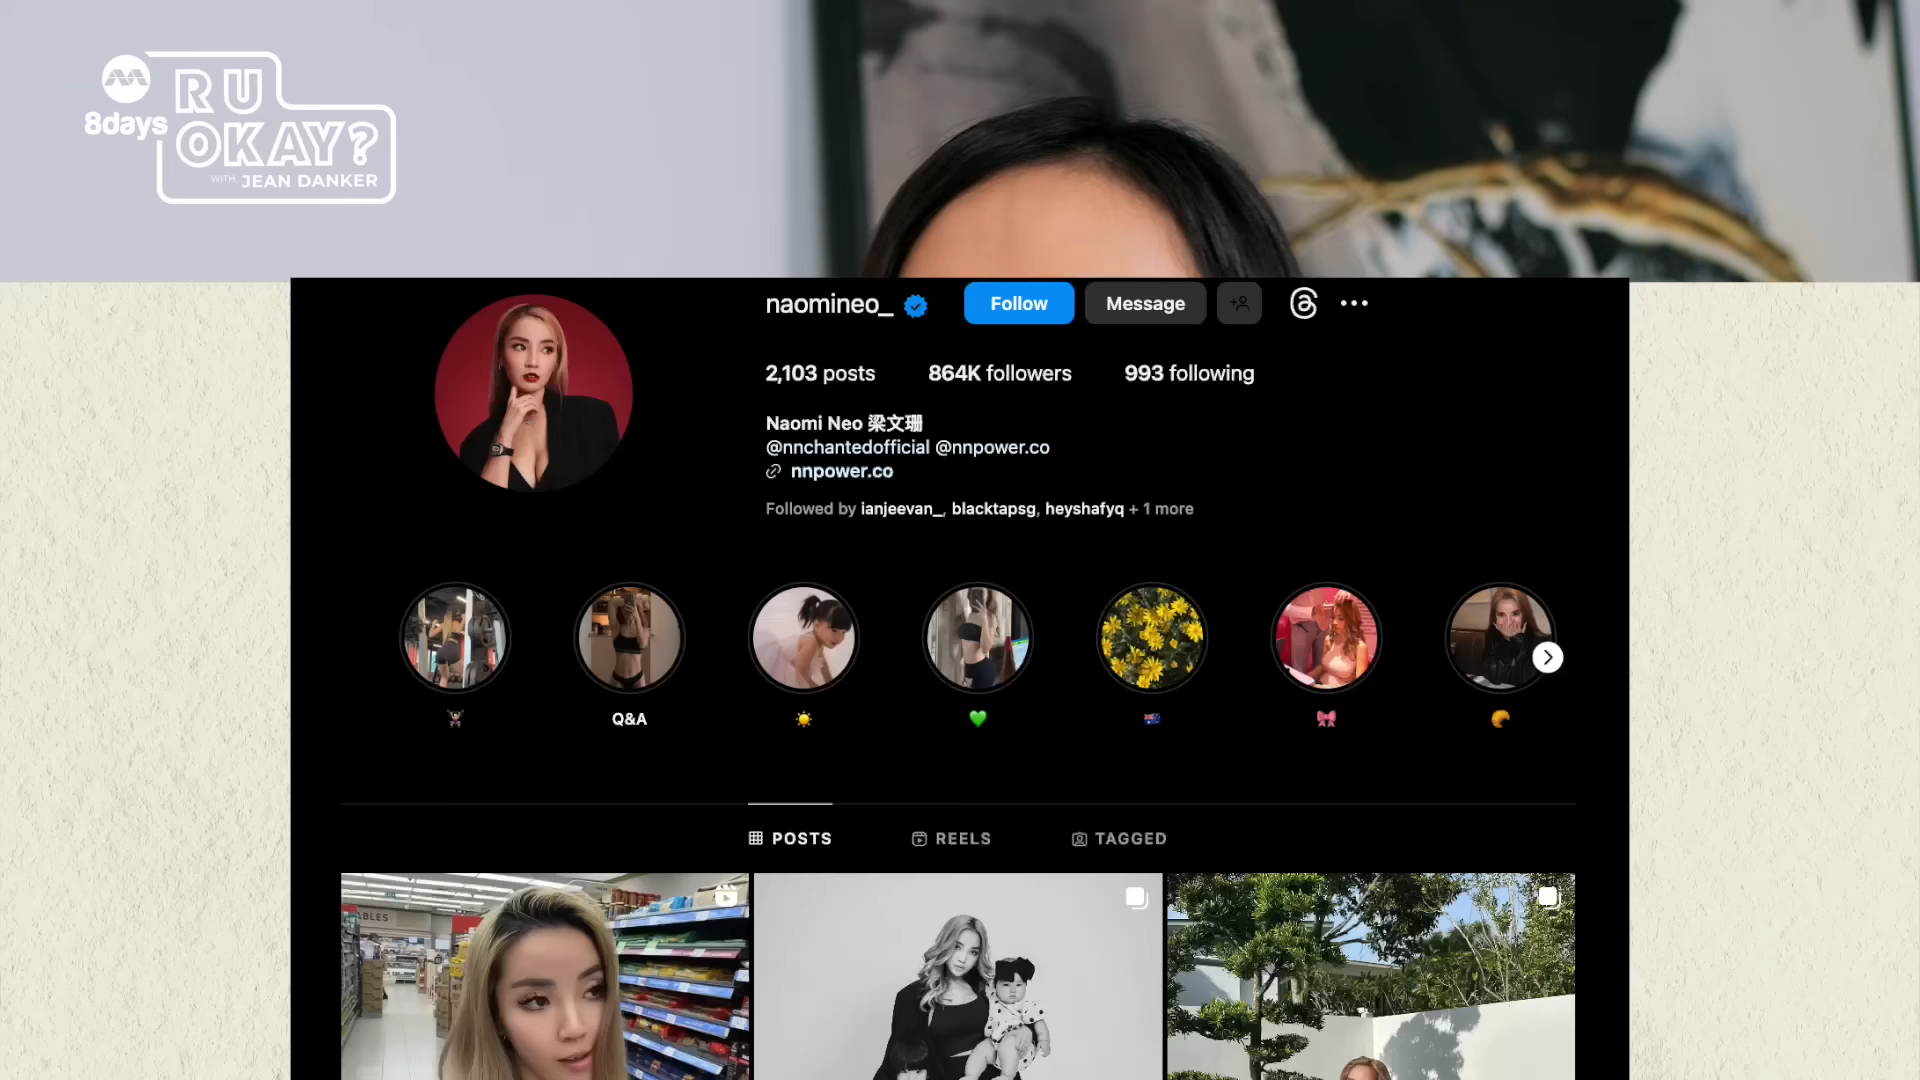 8days
R U
OKAY?
WITH JEAN DANKER
naomineo_
Follow
Message
2,103 posts
864K followers
993 following
Naomi Neo 梁文珊
@nnchantedofficial @nnpower.co
nnpower.co
Followed by ianjeevan_, blacktapsg, heyshafyq + 1 more
Q&A
POSTS
REELS
TAGGED
ABLES